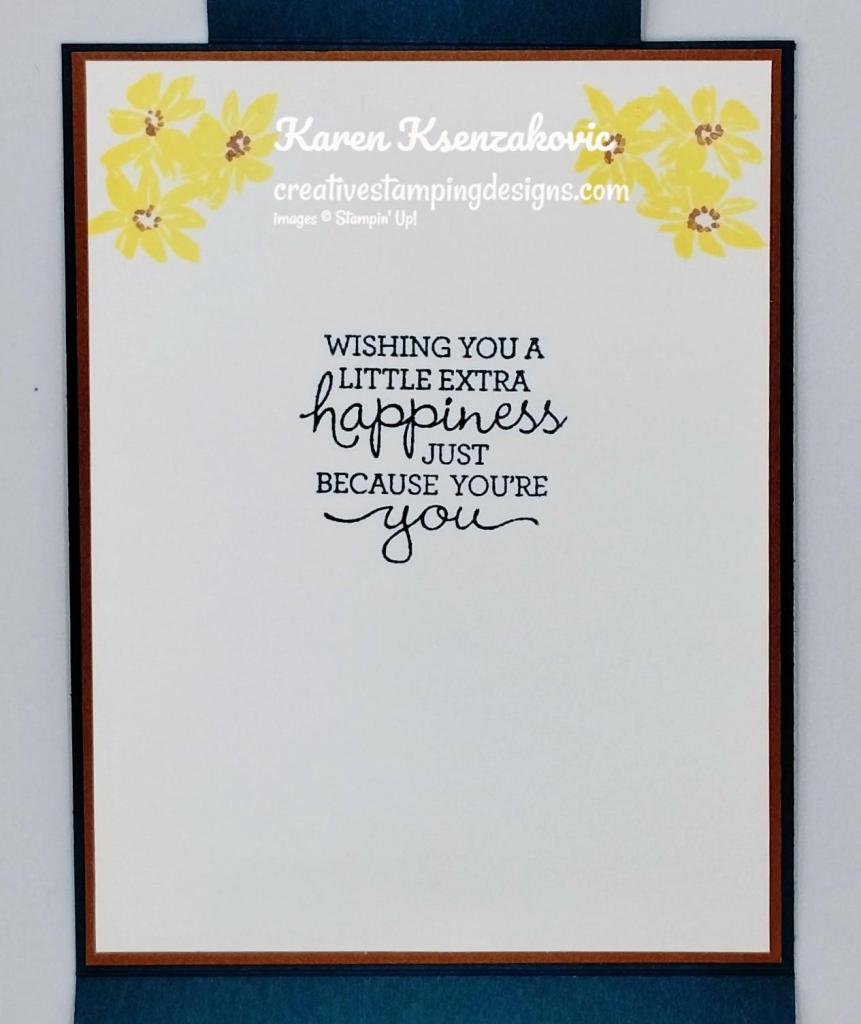 Karen Ksenzakovic
creativestampingdesigns.com
images © Stampin' Up!
WISHING YOU A
LITTLE EXTRA
happiness
JUST
BECAUSE YOU'RE
you